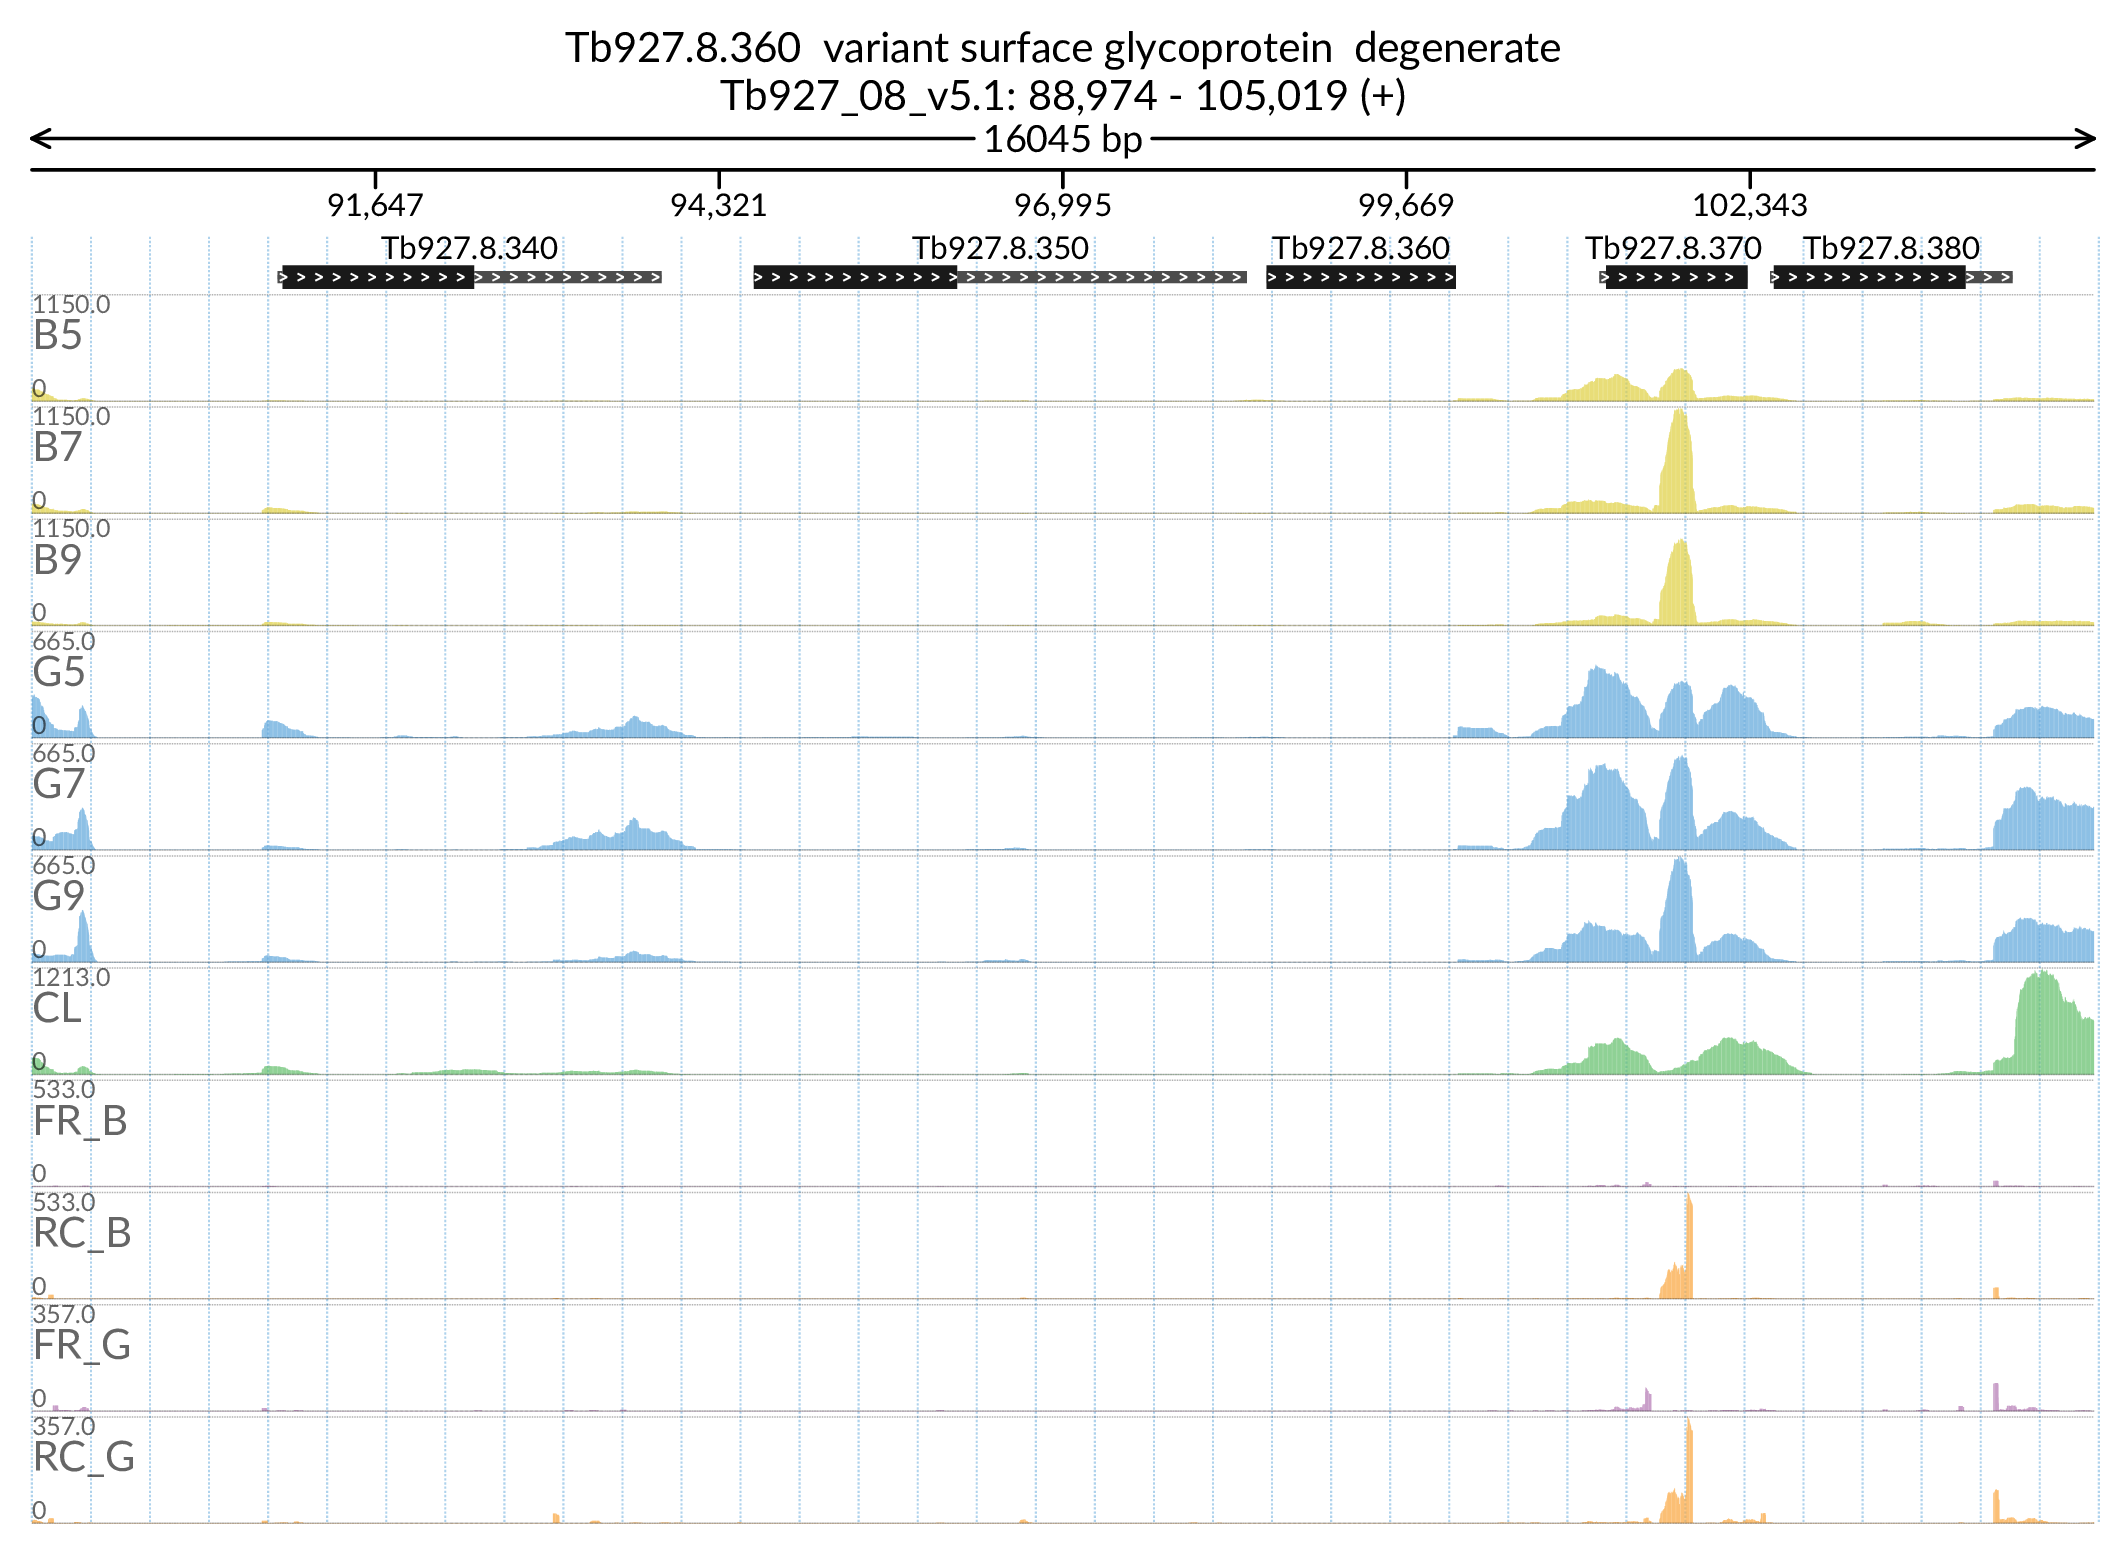 Tb927.8.360  variant surface glycoprotein  degenerate
Tb927_08_v5.1: 88,974 - 105,019 (+)
16045 bp
91,647 94,321 96,995 99,669 102,343
Tb927.8.340 Tb927.8.350 Tb927.8.360 Tb927.8.370 Tb927.8.380
1150.0
B5
0
1150.0
B7
0
1150.0
B9
0
665.0
G5
0
665.0
G7
0
665.0
G9
0
1213.0
CL
0
533.0
FR_B
0
533.0
RC_B
0
357.0
FR_G
0
357.0
RC_G
0